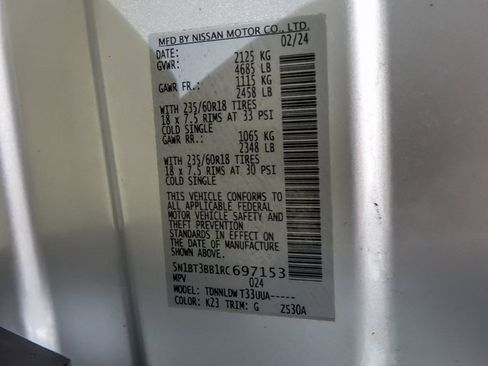 MFD BY NISSAN MOTOR CO., LTD.
DATE: 02/24
GVWR: 2125 KG
4685 LB
GAWR FR.: 1115 KG
2458 LB
WITH 235/60R18 TIRES
18 x 7.5 RIMS AT 33 PSI
COLD SINGLE
GAWR RR.: 1065 KG
2348 LB
WITH 235/60R18 TIRES
18 x 7.5 RIMS AT 30 PSI
COLD SINGLE
THIS VEHICLE CONFORMS TO
ALL APPLICABLE FEDERAL
MOTOR VEHICLE SAFETY AND
THEFT PREVENTION
STANDARDS IN EFFECT ON
THE DATE OF MANUFACTURE
SHOWN ABOVE.
5N1BT3BB1RC697153
MPV 024
MODEL: TDNNLDW T33UUA-----
COLOR: K23 TRIM: G ZS30A